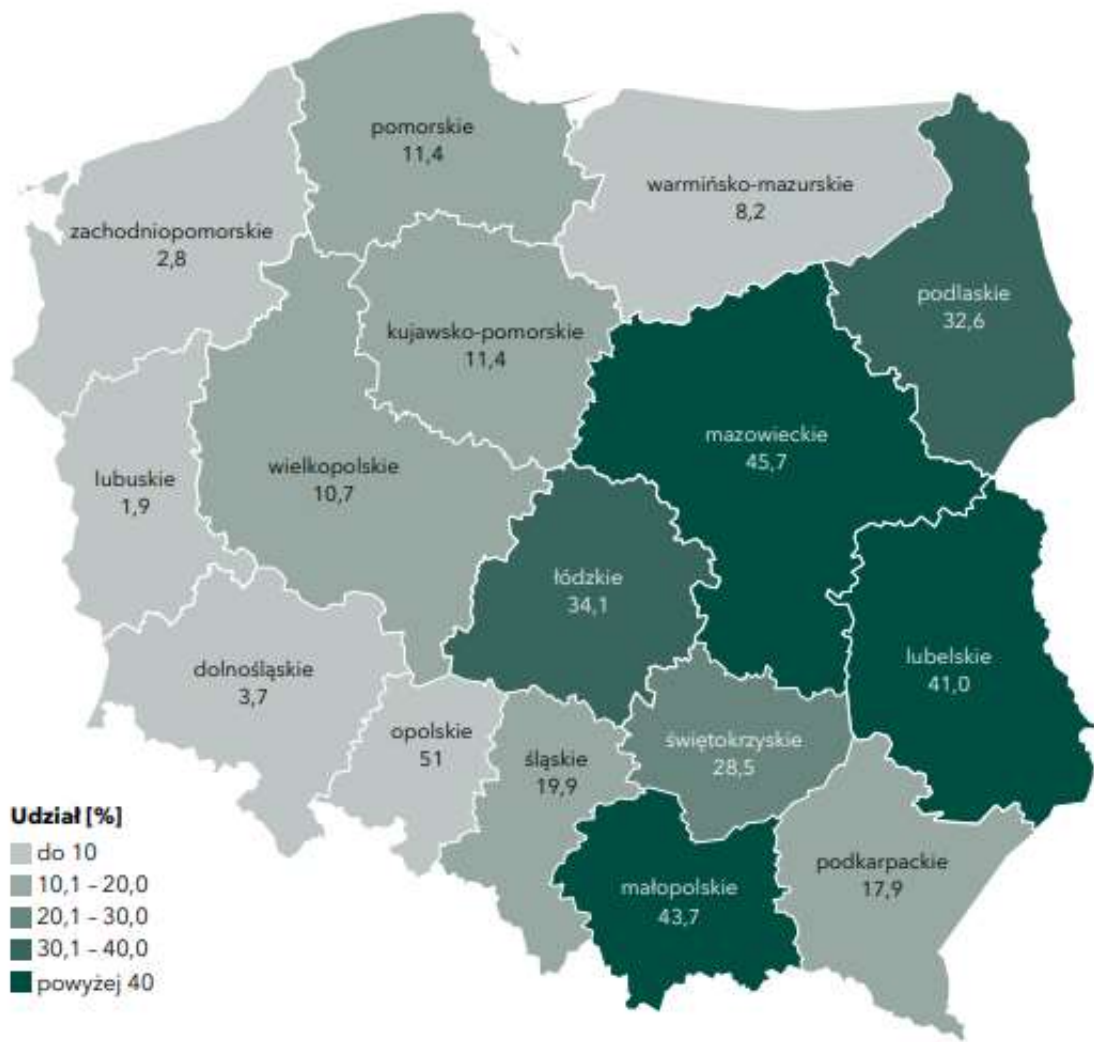 pomorskie
11,4
warmińsko-mazurskie
8,2
zachodniopomorskie
2,8
podlaskie
32,6
kujawsko-pomorskie
11,4
mazowieckie
45,7
wielkopolskie
10,7
lubuskie
1,9
łódzkie
34,1
lubelskie
41,0
dolnośląskie
3,7
opolskie
51
śląskie
19,9
świętokrzyskie
28,5
podkarpackie
17,9
małopolskie
43,7
Udział [%]
do 10
10,1 – 20,0
20,1 – 30,0
30,1 – 40,0
powyżej 40